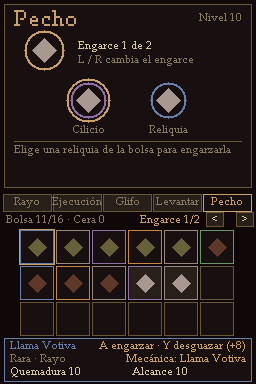 Pecho
Nivel 10
Engarce 1 de 2
L / R cambia el engarce
Cilicio
Reliquia
Elige una reliquia de la bolsa para engarzarla
Rayo Ejecución Glifo Levantar Pecho
Bolsa 11/16 · Cera 0 Engarce 1/2 < >
Llama Votiva A engarzar · Y desguazar (+8)
Rara · Rayo Mecánica: Llama Votiva
Quemadura 10 Alcance 10